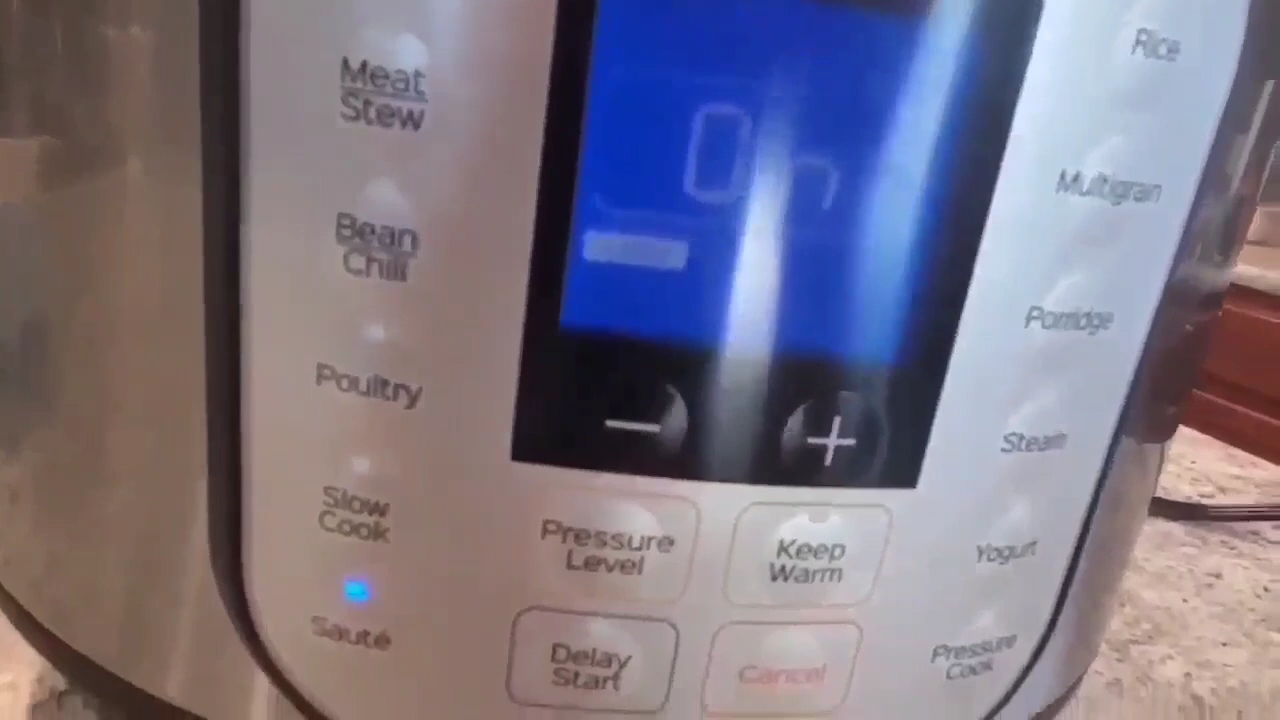 Meat
Stew
Bean
Chili
Poultry
Slow
Cook
Sauté
On
Pressure
Level
Keep
Warm
Delay
Start
Cancel
Rice
Multigrain
Porridge
Steam
Yogurt
Pressure
Cook